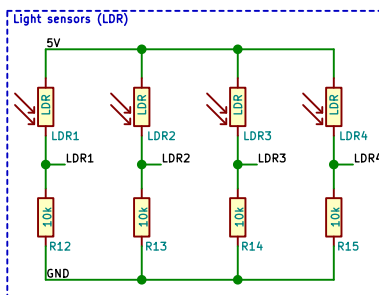 Light sensors (LDR)
5V
LDR LDR LDR LDR
LDR1 LDR2 LDR3 LDR4
LDR1 LDR2 LDR3 LDR4
10k 10k 10k 10k
R12 R13 R14 R15
GND